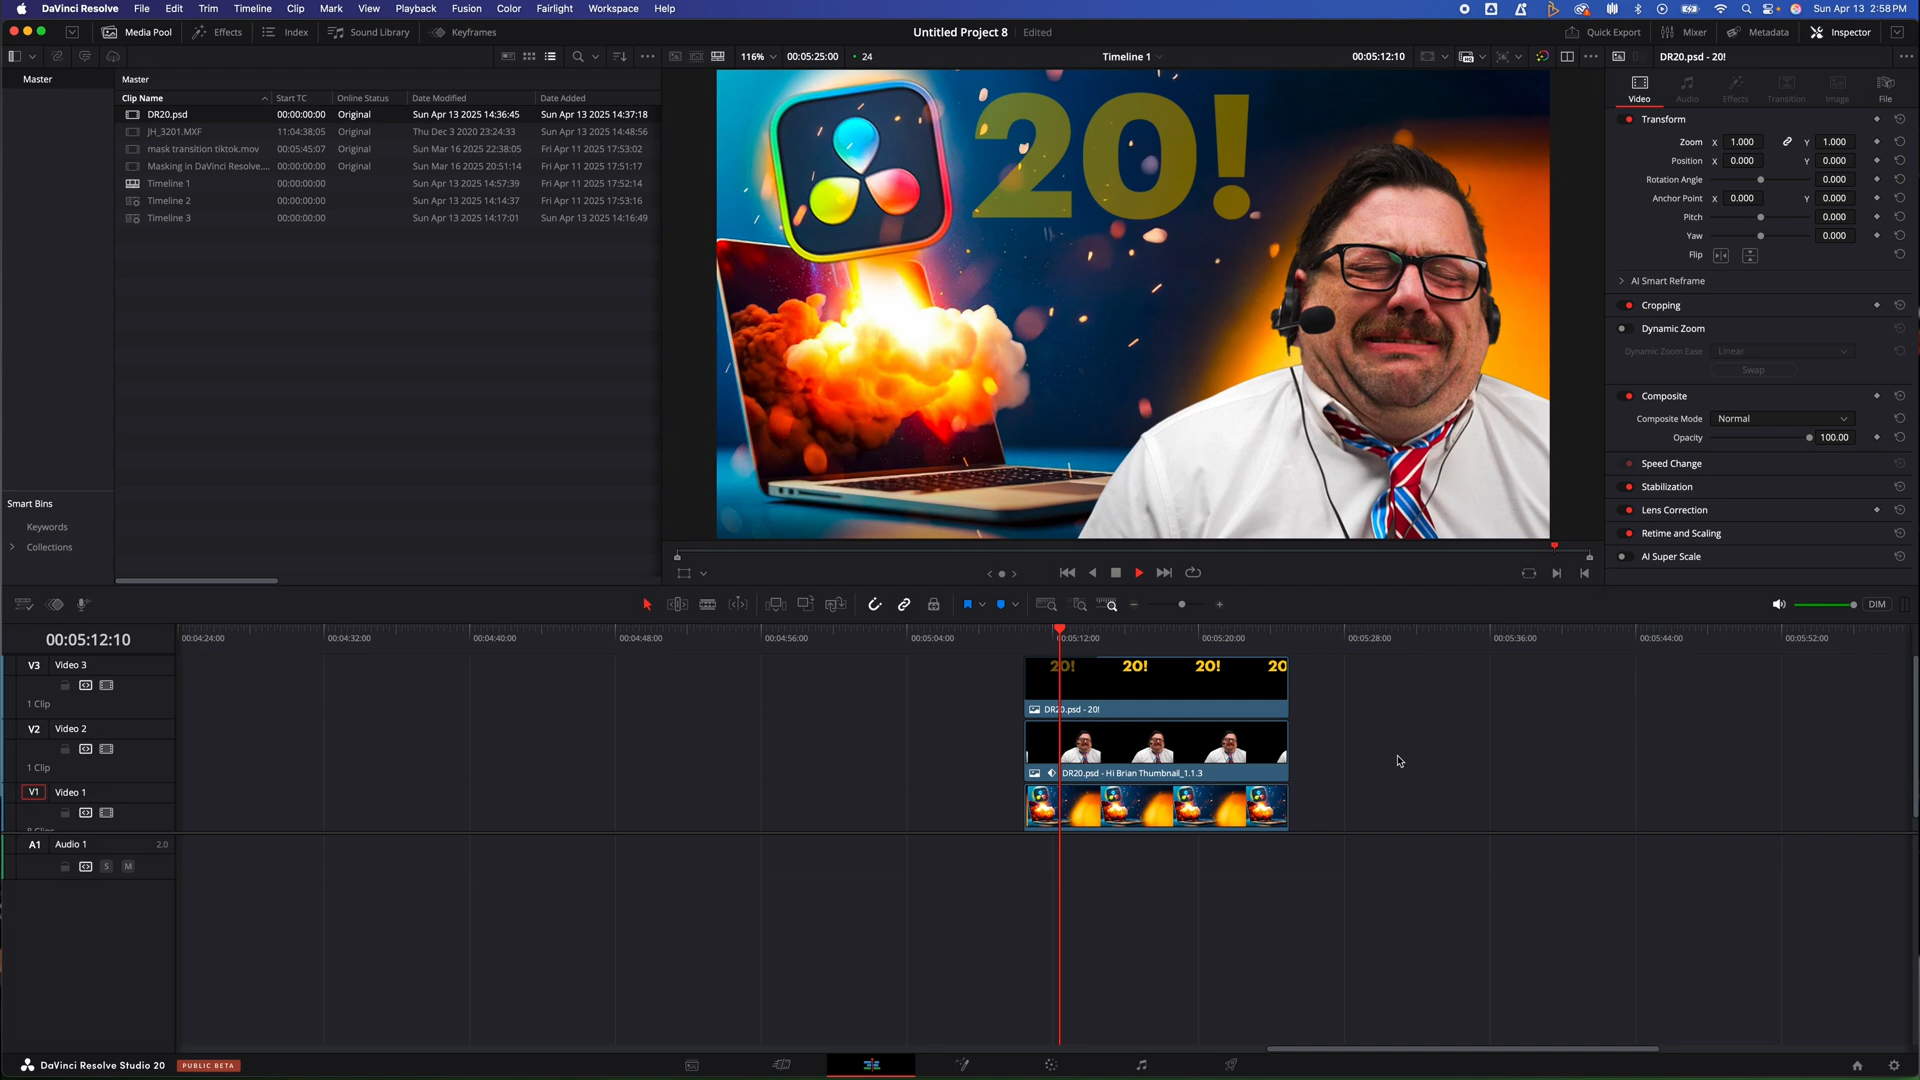 DaVinci Resolve File Edit Trim Timeline Clip Mark View Playback Fusion Color Fairlight Workspace Help Sun Apr 13 2:58 PM
Media Pool Effects Index Sound Library Keyframes Untitled Project 8 Edited Quick Export Mixer Metadata Inspector
116% 00:05:25:00 24 Timeline 1 00:05:12:10 DR20.psd - 20!
Master Master
Video Audio Effects Transition Image File
Clip Name Start TC Online Status Date Modified Date Added
DR20.psd 00:00:00:00 Original Sun Apr 13 2025 14:36:45 Sun Apr 13 2025 14:37:18
JH_3201.MXF 11:04:38;05 Original Thu Dec 3 2020 23:24:33 Sun Apr 13 2025 14:48:56
mask transition tiktok.mov 00:05:45:07 Original Sun Mar 16 2025 22:38:05 Fri Apr 11 2025 17:53:02
Masking in DaVinci Resolve.... 00:00:00:00 Original Sun Mar 16 2025 20:51:14 Fri Apr 11 2025 17:51:17
Timeline 1 00:00:00:00 Sun Apr 13 2025 14:57:39 Fri Apr 11 2025 17:52:14
Timeline 2 00:00:00:00 Sun Apr 13 2025 14:14:37 Fri Apr 11 2025 17:53:16
Timeline 3 00:00:00:00 Sun Apr 13 2025 14:17:01 Sun Apr 13 2025 14:16:49
Smart Bins
Keywords
Collections
20!
Transform
Zoom X 1.000 Y 1.000
Position X 0.000 Y 0.000
Rotation Angle 0.000
Anchor Point X 0.000 Y 0.000
Pitch 0.000
Yaw 0.000
Flip
AI Smart Reframe
Cropping
Dynamic Zoom
Dynamic Zoom Ease Linear
Swap
Composite
Composite Mode Normal
Opacity 100.00
Speed Change
Stabilization
Lens Correction
Retime and Scaling
AI Super Scale
DIM
00:05:12:10 00:04:24:00 00:04:32:00 00:04:40:00 00:04:48:00 00:04:56:00 00:05:04:00 00:05:12:00 00:05:20:00 00:05:28:00 00:05:36:00 00:05:44:00 00:05:52:00
V3 Video 3
20! 20! 20! 20
1 Clip
DR20.psd - 20!
V2 Video 2
1 Clip
DR20.psd - Hi Brian Thumbnail_1.1.3
V1 Video 1
8 Clips
A1 Audio 1 2.0
S M
DaVinci Resolve Studio 20 PUBLIC BETA